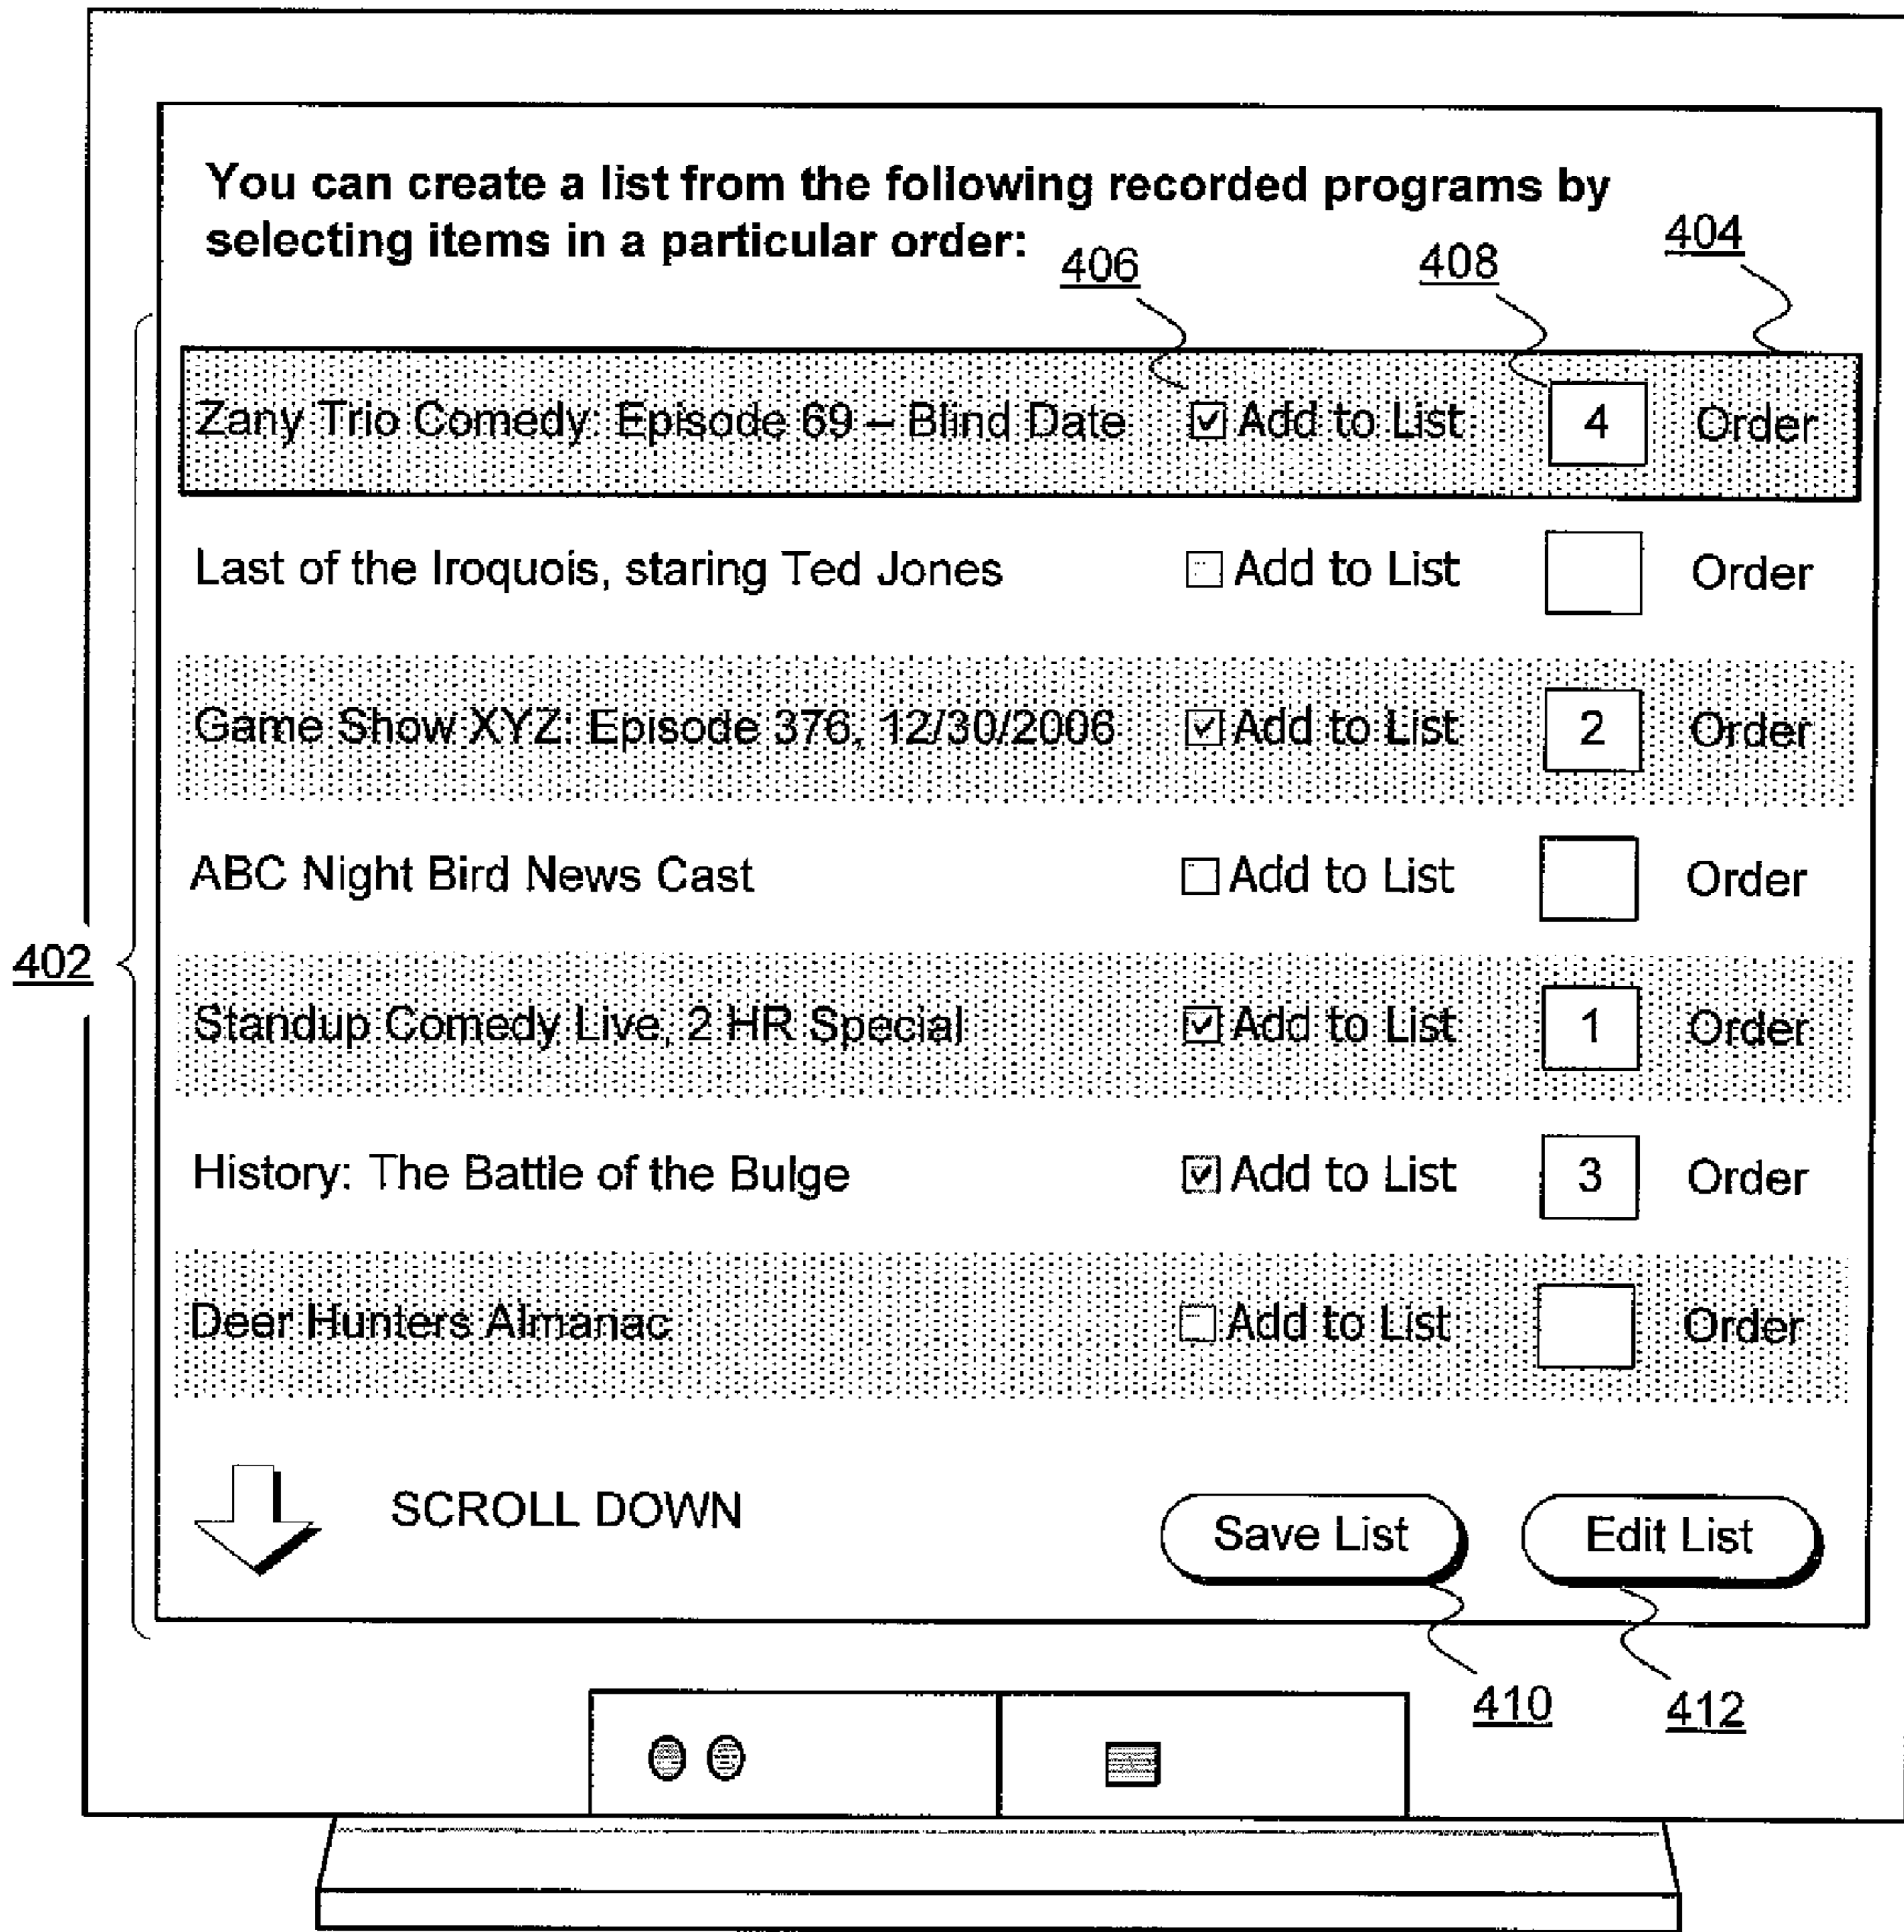 You can create a list from the following recorded programs by
selecting items in a particular order:
406
408
404
Zany Trio Comedy: Episode 69 – Blind Date ☑ Add to List 4 Order
Last of the Iroquois, staring Ted Jones ☐ Add to List Order
Game Show XYZ: Episode 376, 12/30/2006 ☑ Add to List 2 Order
ABC Night Bird News Cast ☐ Add to List Order
402
Standup Comedy Live, 2 HR Special ☑ Add to List 1 Order
History: The Battle of the Bulge ☑ Add to List 3 Order
Deer Hunters Almanac ☐ Add to List Order
SCROLL DOWN Save List Edit List
410 412